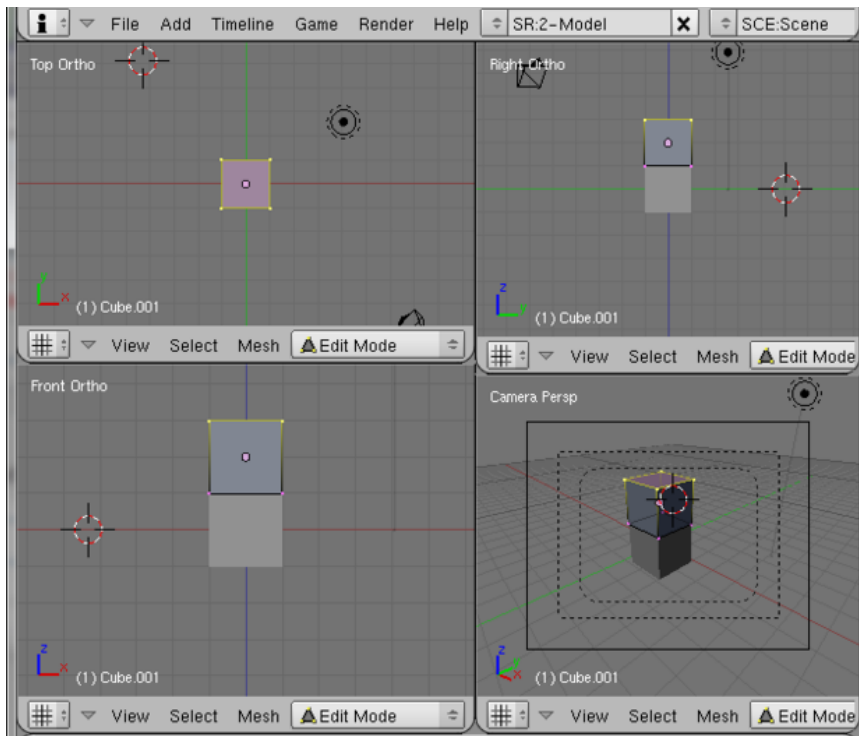 File Add Timeline Game Render Help SR:2-Model SCE:Scene
Top Ortho
Right Ortho
y
x
(1) Cube.001
z
y
(1) Cube.001
View Select Mesh Edit Mode
View Select Mesh Edit Mode
Front Ortho
Camera Persp
z
x
(1) Cube.001
z
y
x
(1) Cube.001
View Select Mesh Edit Mode
View Select Mesh Edit Mode